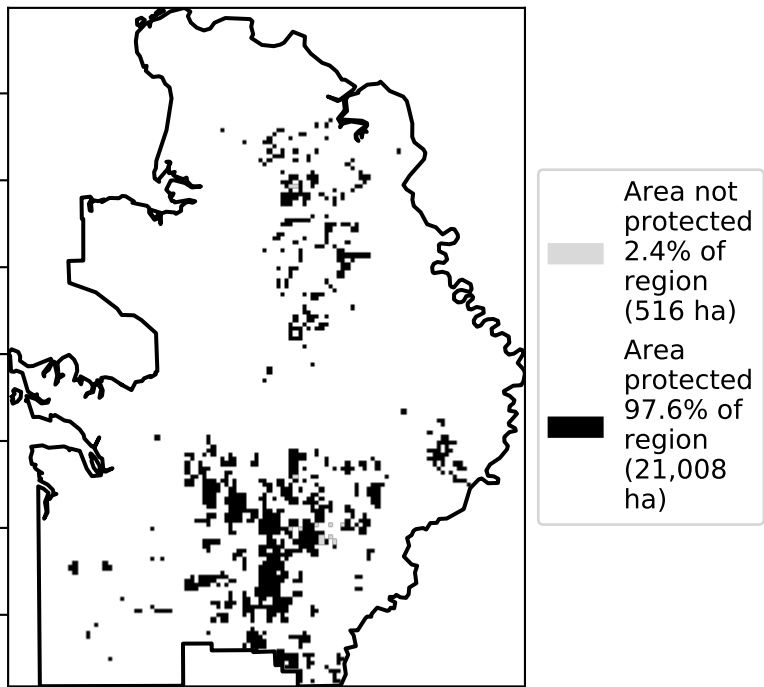 Area not
protected
2.4% of
region
(516 ha)
Area
protected
97.6% of
region
(21,008
ha)